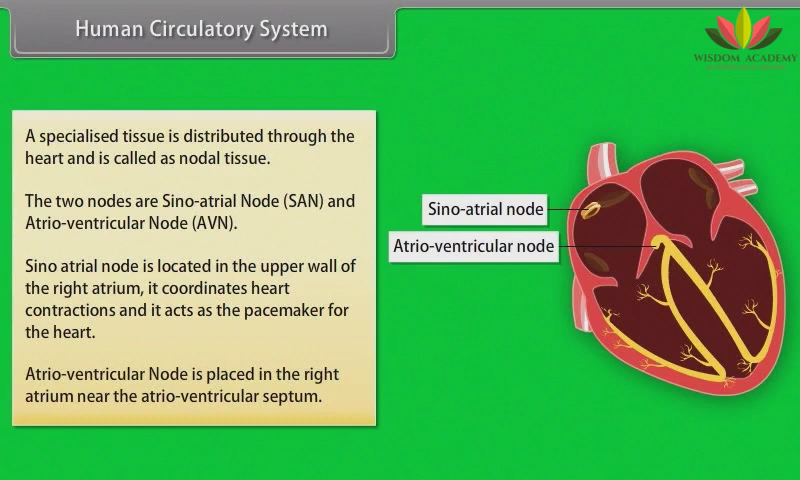 Human Circulatory System
WISDOM ACADEMY
A specialised tissue is distributed through the
heart and is called as nodal tissue.
The two nodes are Sino-atrial Node (SAN) and
Atrio-ventricular Node (AVN).
Sino atrial node is located in the upper wall of
the right atrium, it coordinates heart
contractions and it acts as the pacemaker for
the heart.
Atrio-ventricular Node is placed in the right
atrium near the atrio-ventricular septum.
Sino-atrial node
Atrio-ventricular node